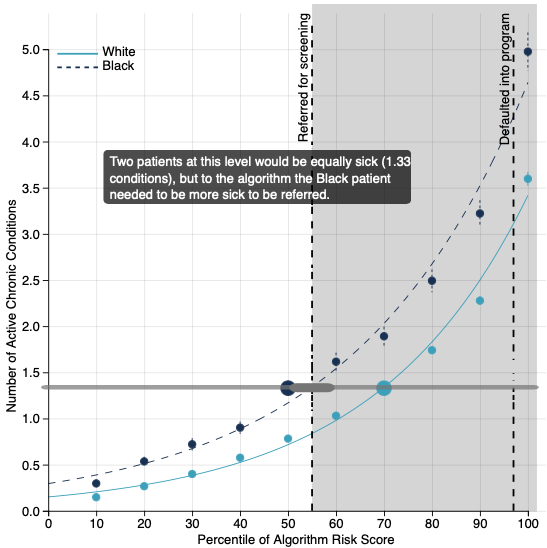 White
Black
Referred for screening
Defaulted into program
Two patients at this level would be equally sick (1.33
conditions), but to the algorithm the Black patient
needed to be more sick to be referred.
Number of Active Chronic Conditions
5.0
4.5
4.0
3.5
3.0
2.5
2.0
1.5
1.0
0.5
0.0
0 10 20 30 40 50 60 70 80 90 100
Percentile of Algorithm Risk Score